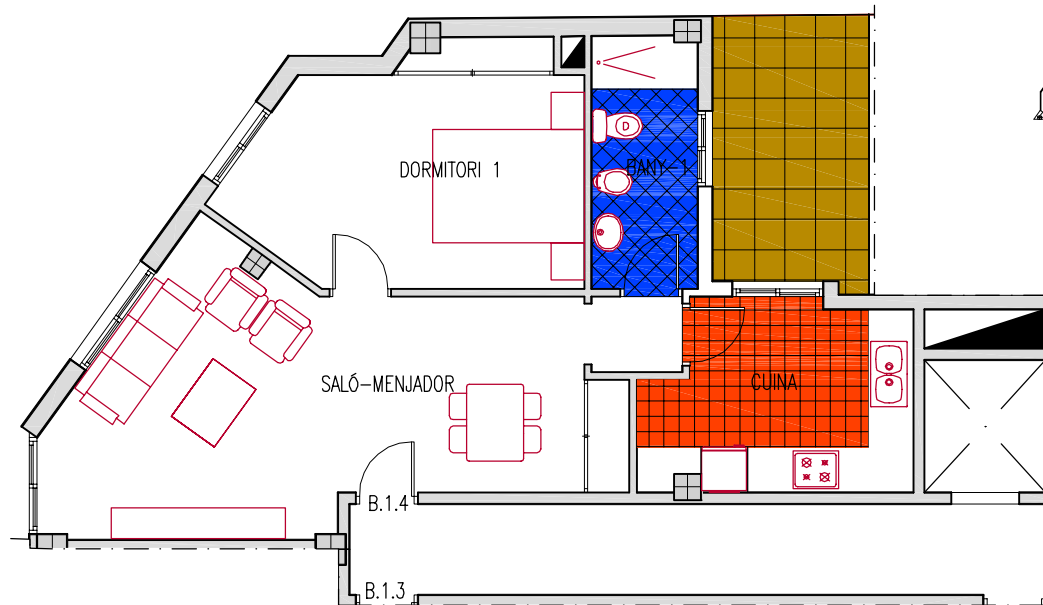 DORMITORI 1
BANY-1
SALÓ-MENJADOR
CUINA
B.1.4
B.1.3